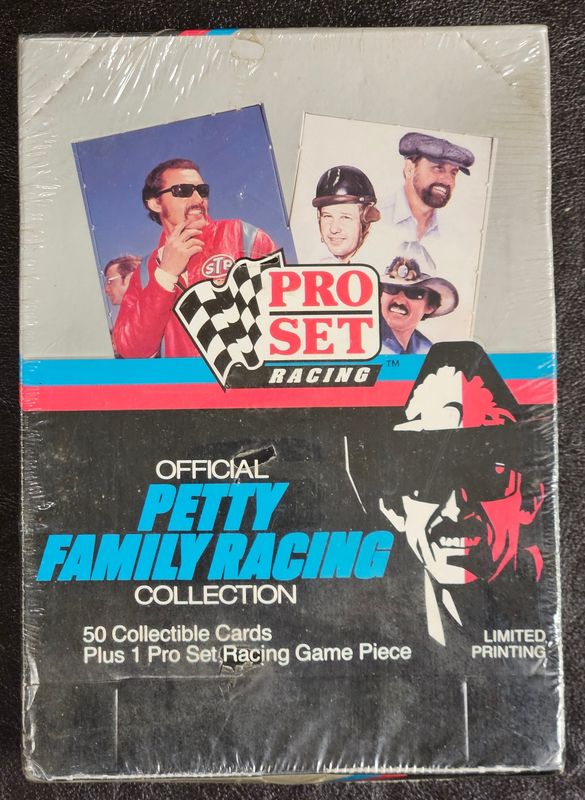 STP
PRO
SET
RACING
TM
OFFICIAL
PETTY
FAMILY RACING
COLLECTION
50 Collectible Cards
Plus 1 Pro Set Racing Game Piece
LIMITED
PRINTING